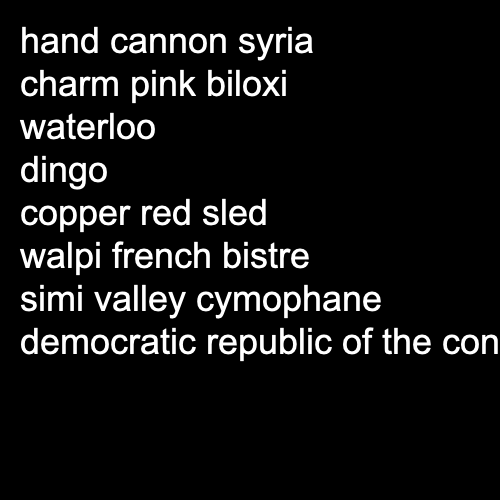 hand cannon syria
charm pink biloxi
waterloo
dingo
copper red sled
walpi french bistre
simi valley cymophane
democratic republic of the con